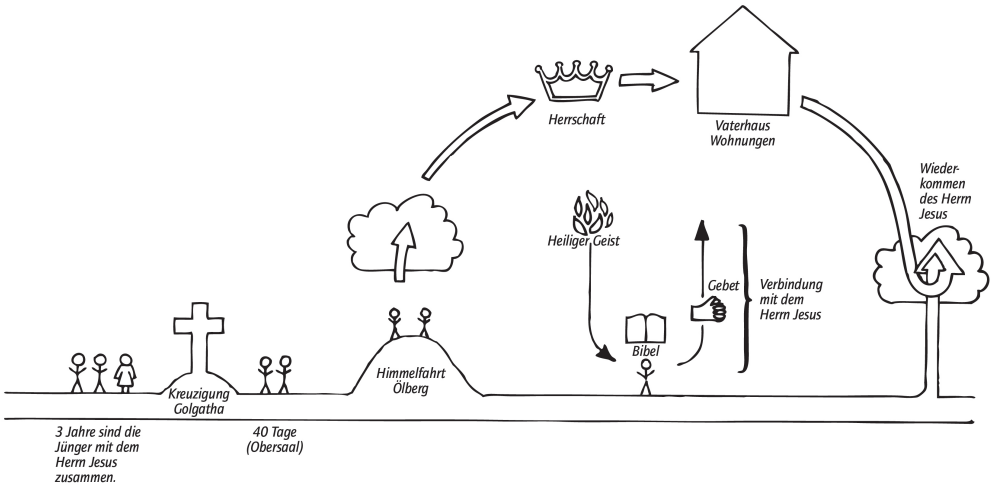 Herrschaft
Vaterhaus
Wohnungen
Wieder-
kommen
des Herrn
Jesus
Heiliger Geist
Gebet
Verbindung
mit dem
Herrn Jesus
Bibel
Himmelfahrt
Ölberg
Kreuzigung
Golgatha
3 Jahre sind die
Jünger mit dem
Herrn Jesus
zusammen.
40 Tage
(Obersaal)